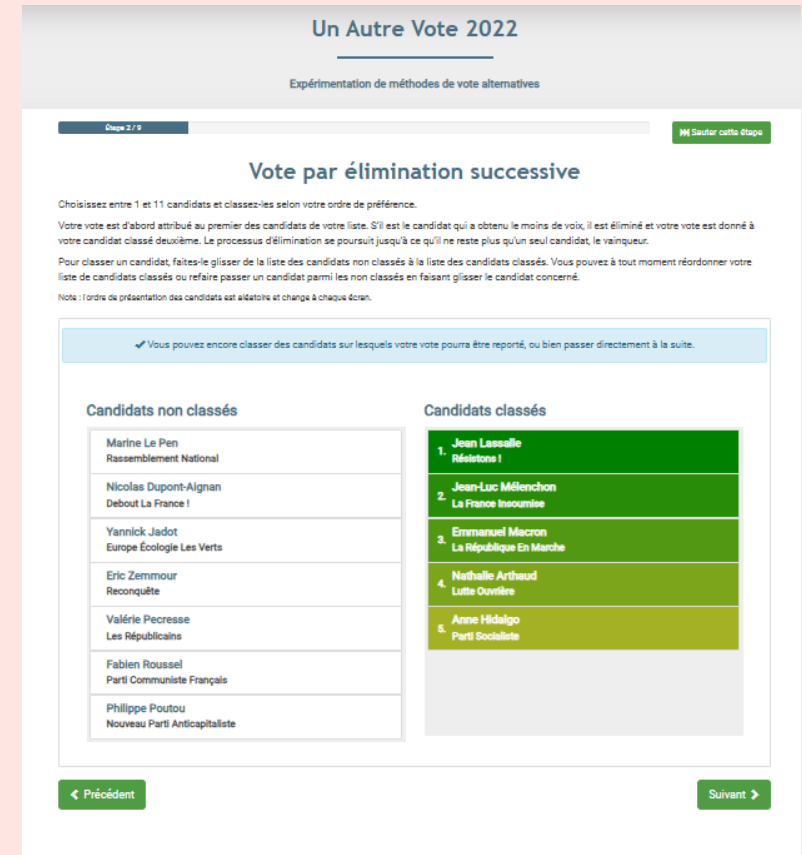 Un Autre Vote 2022
Expérimentation de méthodes de vote alternatives
Étape 2 / 9
Sauter cette étape
Vote par élimination successive
Choisissez entre 1 et 11 candidats et classez-les selon votre ordre de préférence.
Votre vote est d'abord attribué au premier des candidats de votre liste. S'il est le candidat qui a obtenu le moins de voix, il est éliminé et votre vote est donné à
votre candidat classé deuxième. Le processus d'élimination se poursuit jusqu'à ce qu'il ne reste plus qu'un seul candidat, le vainqueur.
Pour classer un candidat, faites-le glisser de la liste des candidats non classés à la liste des candidats classés. Vous pouvez à tout moment réordonner votre
liste de candidats classés ou refaire passer un candidat parmi les non classés en faisant glisser le candidat concerné.
Note : l'ordre de présentation des candidats est aléatoire et change à chaque écran.
Vous pouvez encore classer des candidats sur lesquels votre vote pourra être reporté, ou bien passer directement à la suite.
Candidats non classés
Marine Le Pen
Rassemblement National
Nicolas Dupont-Aignan
Debout La France !
Yannick Jadot
Europe Écologie Les Verts
Eric Zemmour
Reconquête
Valérie Pecresse
Les Républicains
Fabien Roussel
Parti Communiste Français
Philippe Poutou
Nouveau Parti Anticapitaliste
Candidats classés
1. Jean Lassalle
Résistons !
2. Jean-Luc Mélenchon
La France Insoumise
3. Emmanuel Macron
La République En Marche
4. Nathalie Arthaud
Lutte Ouvrière
5. Anne Hidalgo
Parti Socialiste
Précédent
Suivant